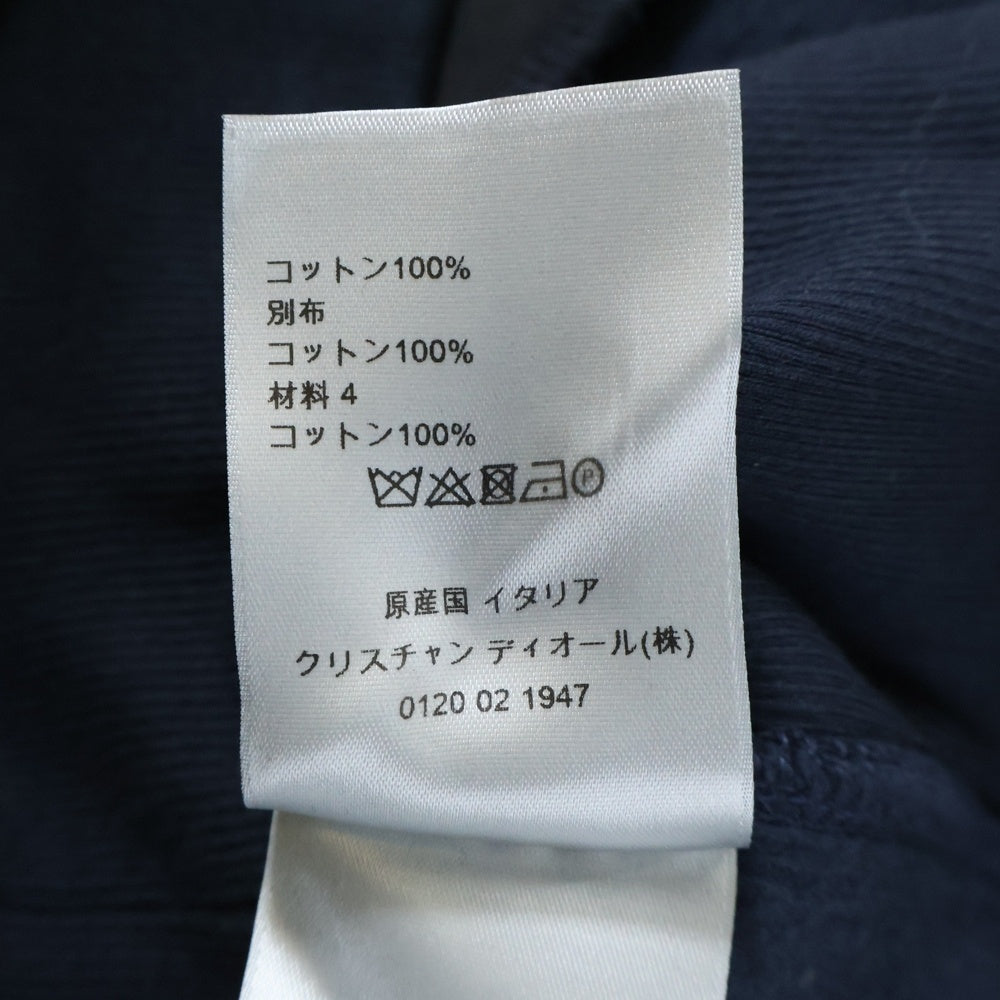 コットン100%
別布
コットン100%
材料 4
コットン100%
P
原産国 イタリア
クリスチャン ディオール(株)
0120 02 1947